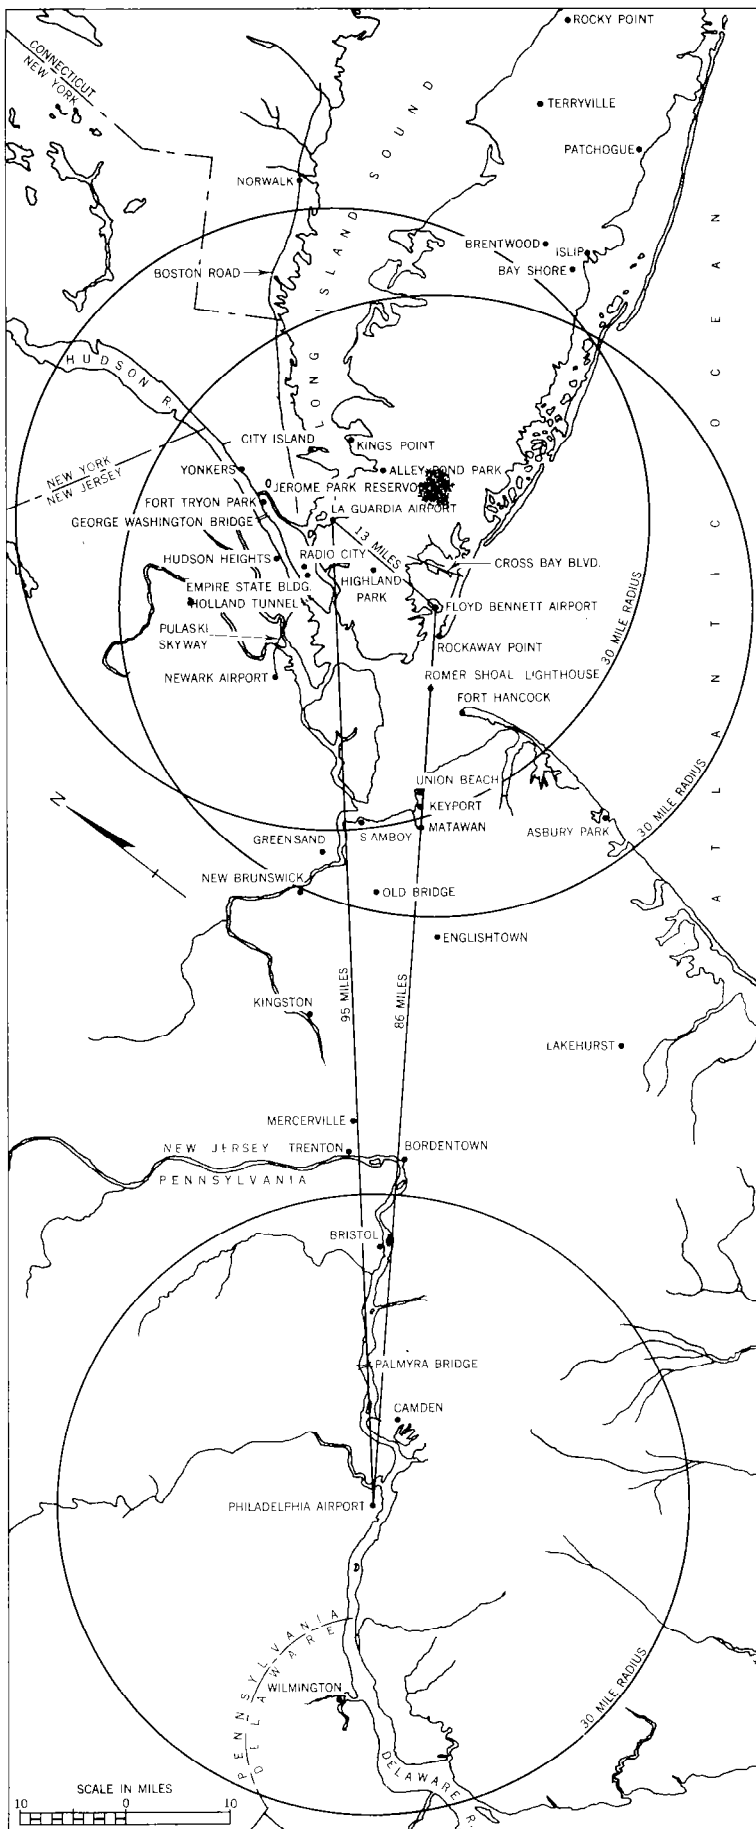 ROCKY POINT
CONNECTICUT
NEW YORK
TERRYVILLE
PATCHOGUE
NORWALK
LONG ISLAND SOUND
BRENTWOOD
ISLIP
BAY SHORE
BOSTON ROAD
HUDSON R.
ATLANTIC OCEAN
CITY ISLAND
KINGS POINT
YONKERS
ALLEY POND PARK
NEW YORK
NEW JERSEY
JEROME PARK
FORT TRYON PARK
LA GUARDIA AIRPORT
GEORGE WASHINGTON BRIDGE
13 MILES
HUDSON HEIGHTS
RADIO CITY
CROSS BAY BLVD.
HIGHLAND
PARK
EMPIRE STATE BLDG.
HOLLAND TUNNEL
FLOYD BENNETT AIRPORT
30 MILE RADIUS
PULASKI
SKYWAY
ROCKAWAY POINT
NEWARK AIRPORT
ROMER SHOAL LIGHTHOUSE
FORT HANCOCK
30 MILE RADIUS
N
UNION BEACH
KEYPORT
S AMBOY
MATAWAN
ASBURY PARK
GREENSAND
NEW BRUNSWICK
OLD BRIDGE
ENGLISHTOWN
95 MILES
86 MILES
KINGSTON
LAKEHURST
MERCERVILLE
NEW JERSEY
TRENTON
BORDENTOWN
PENNSYLVANIA
BRISTOL
PALMYRA BRIDGE
CAMDEN
PHILADELPHIA AIRPORT
PENNSYLVANIA
DELAWARE
WILMINGTON
30 MILE RADIUS
DELAWARE R.
SCALE IN MILES
10 0 10